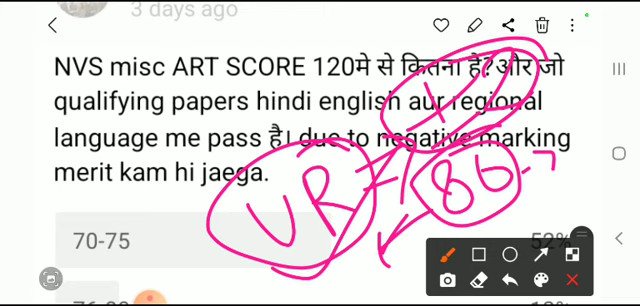 3 days ago
NVS misc ART SCORE 120मे से कितना है?और जो
qualifying papers hindi english aur regional
language me pass है। due to negative marking
merit kam hi jaega.
UR
86
70-75
52%